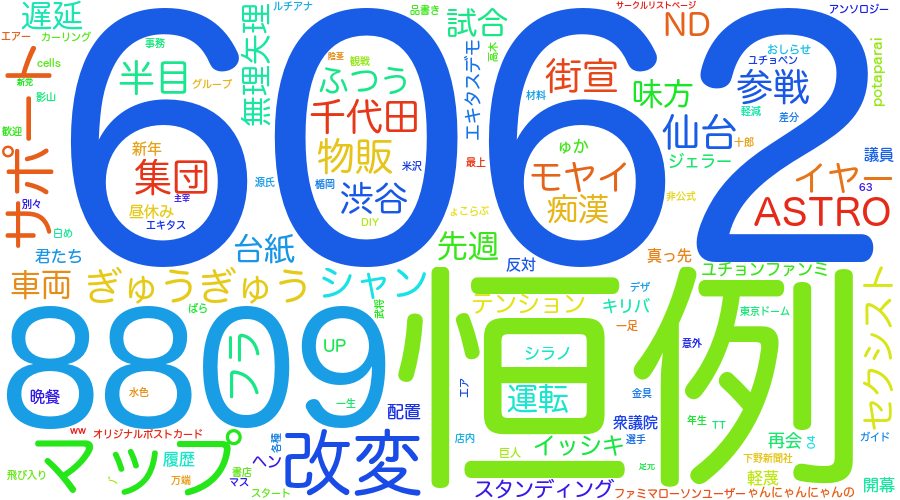 60662
恒例
8809
改変
マップ
サポート
遅延
エアー
カーリング
cells
新党
影山
歓迎
ルチアナ
事務
半目
グループ
無理矢理
新年
集団
主宰
別々
昼休み
エキタス
白め
君たち
台紙
源氏
陰茎
観戦
ふつう
千代田
物販
米沢
楯岡
渋谷
DIY
品書き
試合
エキタスデモ
最上
ょこらぶ
先週
反対
サークルリストページ
ND
街宣
材料
味方
ゅか
モヤイ
痴漢
仙台
ジェラー
非公式
真っ先
アンソロジー
おしらせ
ユチョペン
参戦
軽減
差分
十郎
potaparai
議員
イヤー
63
ASTRO
車両
ぎゅうぎゅう
シャン
ぱら
武将
フラ
UP
一生
晩餐
水色
配置
ww
オリジナルポストカード
飛び入り
履歴
万端
書店
マス
スタート
ヘン
各種
テンション
デザ
キリバ
一足
シラノ
運転
エア
金具
衆議院
選手
店内
巨人
イッシキ
足元
スタンディング
ユチョンファンミ
東京ドーム
意外
年生
TT
再会
04
下野新聞社
軽蔑
セクシスト
ガイド
開幕
ファミマローソンユーザー
ゃんにゃんにゃんの